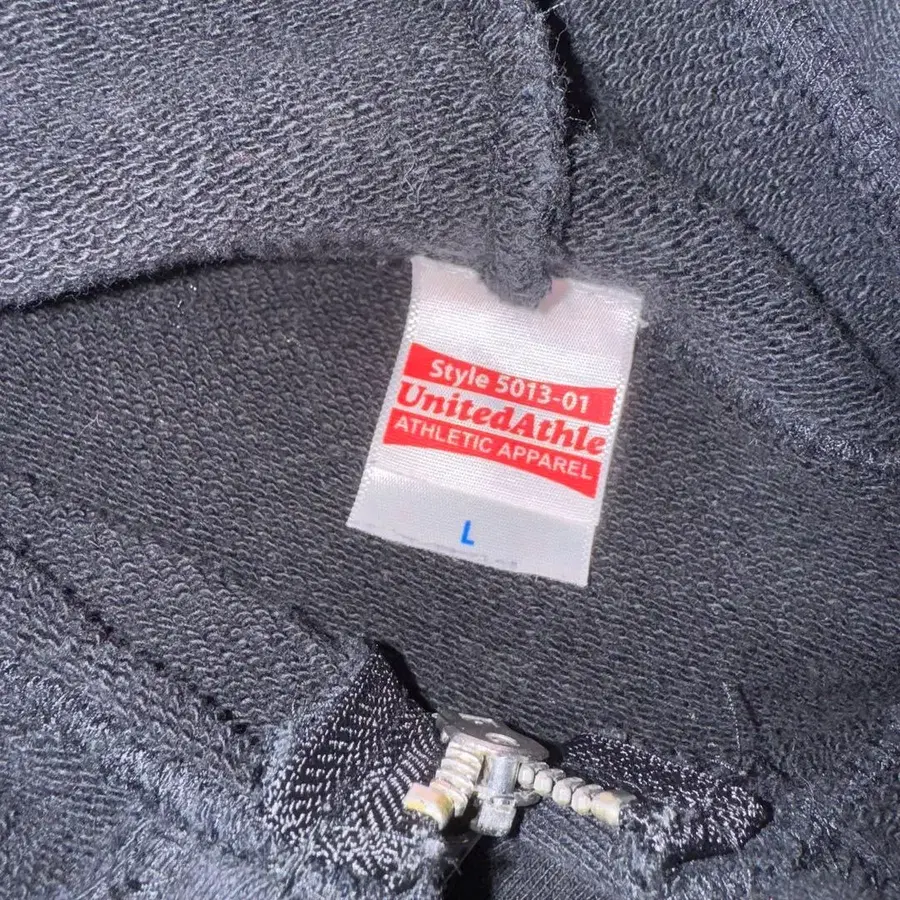 Style 5013-01
UnitedAthle
ATHLETIC APPAREL
L